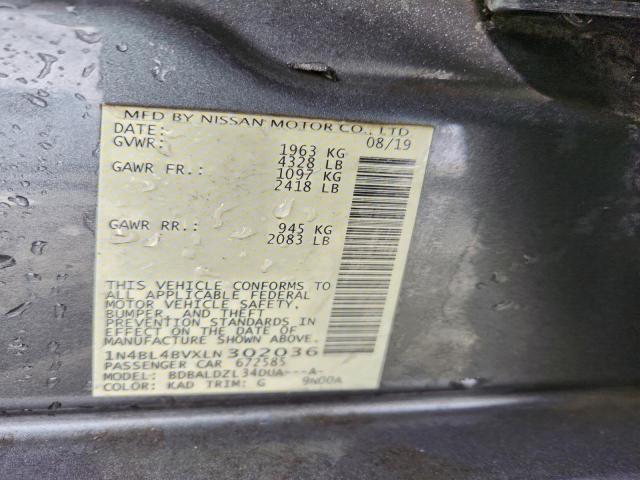 MFD BY NISSAN MOTOR CO., LTD
DATE: 08/19
GVWR: 1963 KG
4328 LB
GAWR FR.: 1097 KG
2418 LB
GAWR RR.: 945 KG
2083 LB
THIS VEHICLE CONFORMS TO
ALL APPLICABLE FEDERAL
MOTOR VEHICLE SAFETY,
BUMPER, AND THEFT
PREVENTION STANDARDS
IN EFFECT ON THE DATE OF
MANUFACTURE SHOWN ABOVE.
1N4BL4BVXLN302036
PASSENGER CAR 672585
MODEL: BDBALDZL34DUA---A-
COLOR: KAD TRIM: G 9N00A